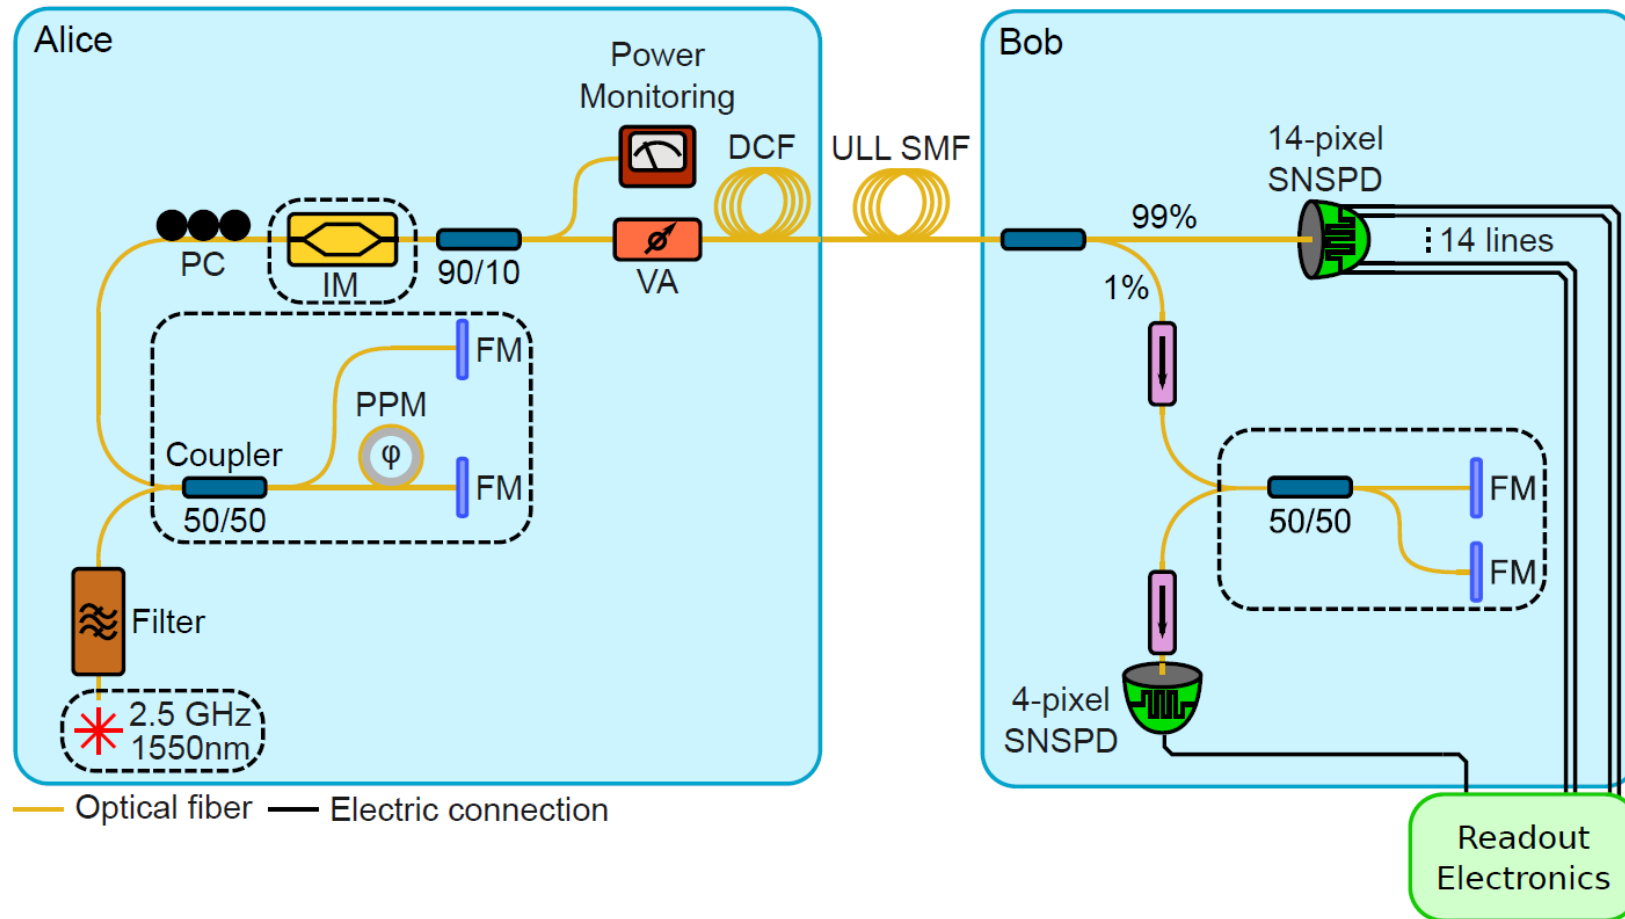 Alice
Power
Monitoring
DCF
ULL SMF
PC
IM
90/10
VA
FM
PPM
φ
Coupler
FM
50/50
Filter
2.5 GHz
1550nm
Bob
14-pixel
SNSPD
99%
14 lines
1%
FM
50/50
FM
4-pixel
SNSPD
Optical fiber
Electric connection
Readout
Electronics